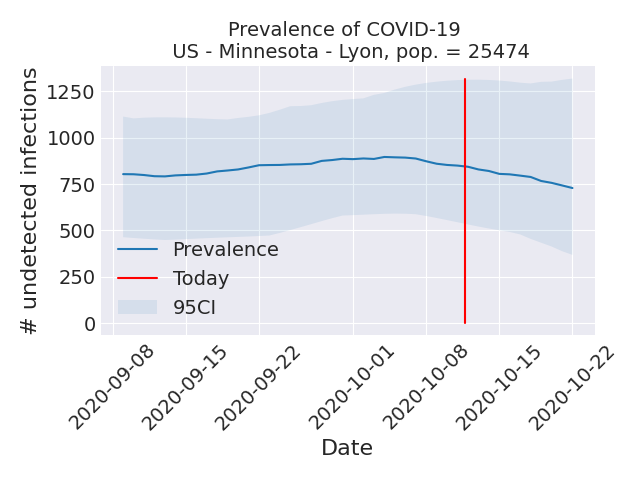 Prevalence of COVID-19
US - Minnesota - Lyon, pop. = 25474
# undetected infections
1250
1000
750
500
250
0
Prevalence
Today
95CI
2020-09-08
2020-09-15
2020-09-22
2020-10-01
2020-10-08
2020-10-15
2020-10-22
Date